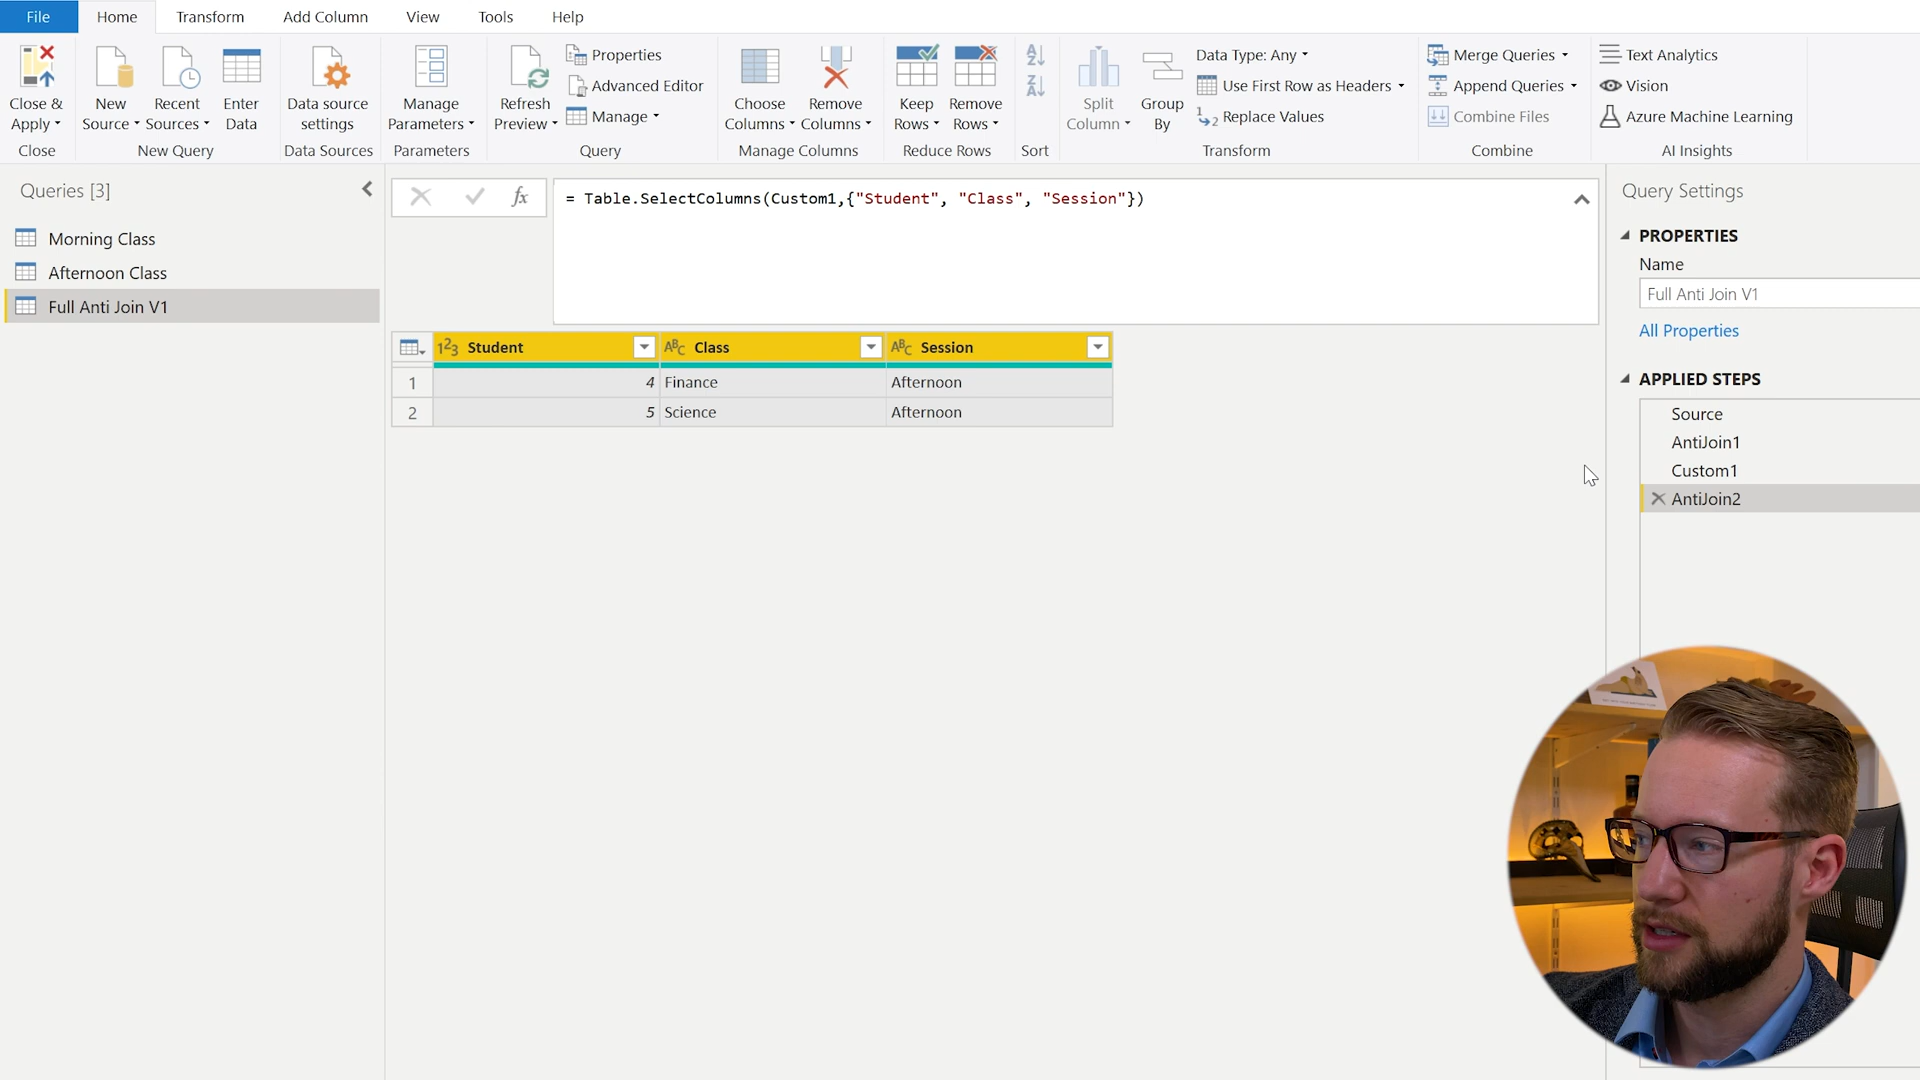 File Home Transform Add Column View Tools Help
Close & Apply
New Source
Recent Sources
Enter Data
Data source settings
Manage Parameters
Refresh Preview
Properties
Advanced Editor
Manage
Choose Columns
Remove Columns
Keep Rows
Remove Rows
Split Column
Group By
Data Type: Any
Use First Row as Headers
1→2 Replace Values
Merge Queries
Append Queries
Combine Files
Text Analytics
Vision
Azure Machine Learning
Close New Query Data Sources Parameters Query Manage Columns Reduce Rows Sort Transform Combine AI Insights
Queries [3]
Morning Class
Afternoon Class
Full Anti Join V1
fx
= Table.SelectColumns(Custom1,{"Student", "Class", "Session"})
123 Student ABC Class ABC Session
1 4 Finance Afternoon
2 5 Science Afternoon
Query Settings
PROPERTIES
Name
Full Anti Join V1
All Properties
APPLIED STEPS
Source
AntiJoin1
Custom1
AntiJoin2